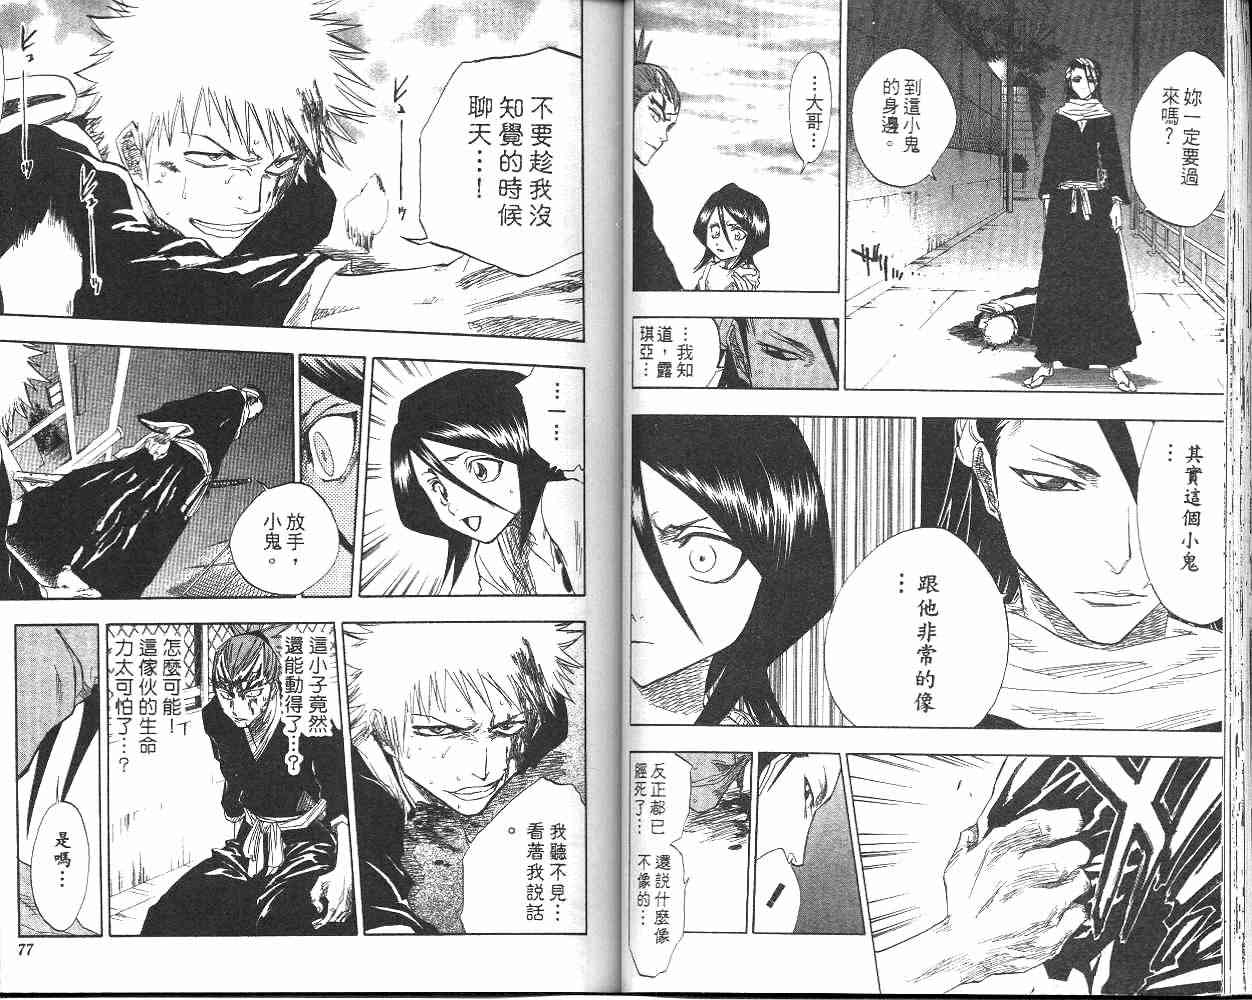 妳一定要過
來嗎？
到這小鬼
的身邊。
…大哥…
…我知
道，露
琪亞…
其實這個小鬼
…
跟他非常的像
…
！
反正都已
經死了…
還說什麼像
不像的…
不要趁我沒
知覺的時候
聊天…！
…一一
放手，
小鬼。
我聽不見…
看著我說話
。
這小子竟然
還能動得了…？
怎麼可能！
這傢伙的生命
力太可怕了…？
是嗎…
77